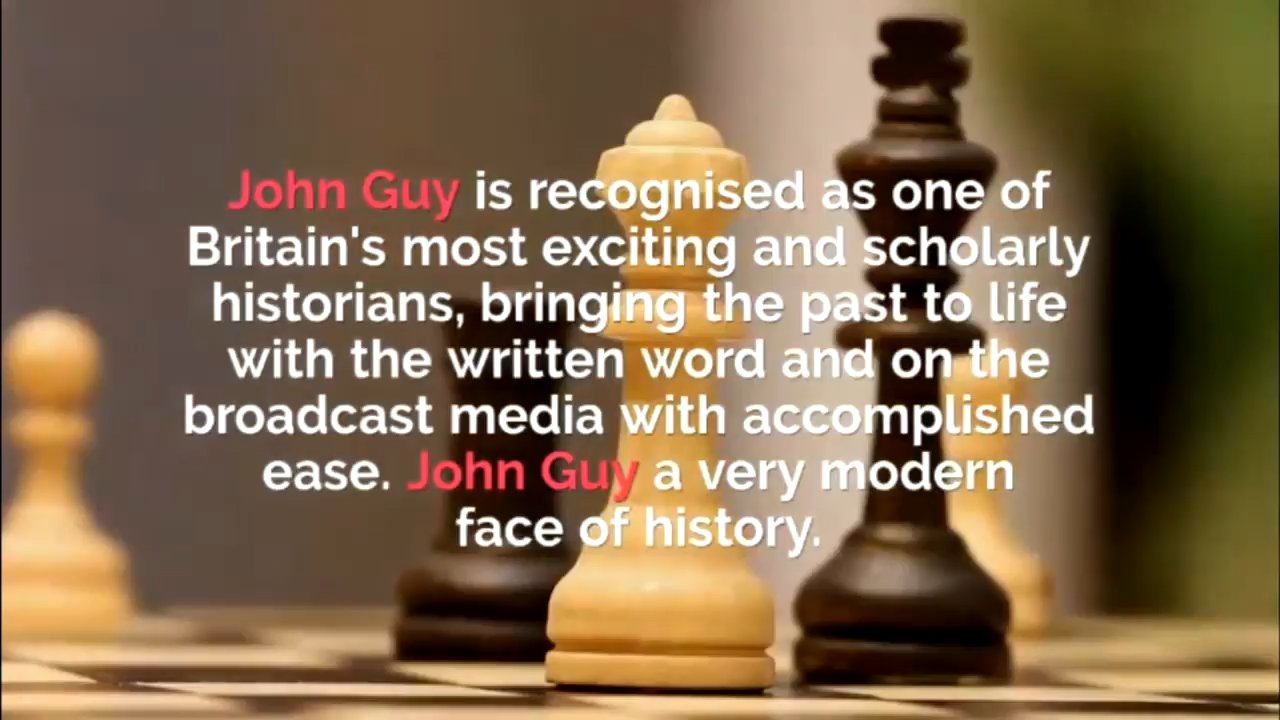 John Guy is recognised as one of
Britain's most exciting and scholarly
historians, bringing the past to life
with the written word and on the
broadcast media with accomplished
ease. John Guy a very modern
face of history.